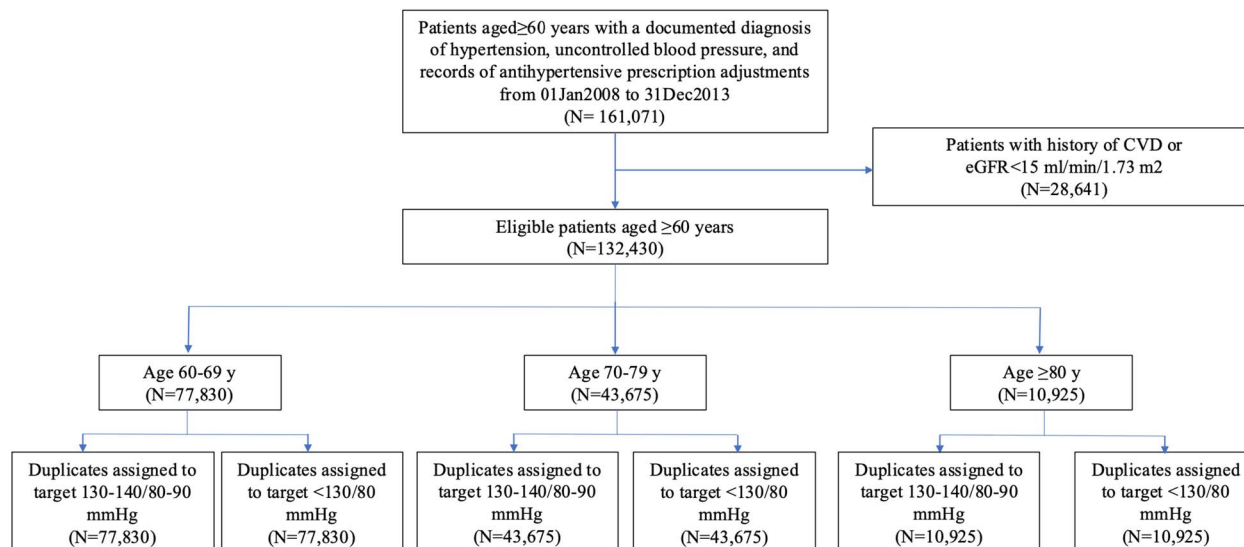 Patients aged≥60 years with a documented diagnosis
of hypertension, uncontrolled blood pressure, and
records of antihypertensive prescription adjustments
from 01Jan2008 to 31Dec2013
(N= 161,071)
Patients with history of CVD or
eGFR<15 ml/min/1.73 m2
(N=28,641)
Eligible patients aged ≥60 years
(N=132,430)
Age 60-69 y
(N=77,830)
Age 70-79 y
(N=43,675)
Age ≥80 y
(N=10,925)
Duplicates assigned to
target 130-140/80-90
mmHg
(N=77,830)
Duplicates assigned
to target <130/80
mmHg
(N=77,830)
Duplicates assigned to
target 130-140/80-90
mmHg
(N=43,675)
Duplicates assigned
to target <130/80
mmHg
(N=43,675)
Duplicates assigned to
target 130-140/80-90
mmHg
(N=10,925)
Duplicates assigned
to target <130/80
mmHg
(N=10,925)